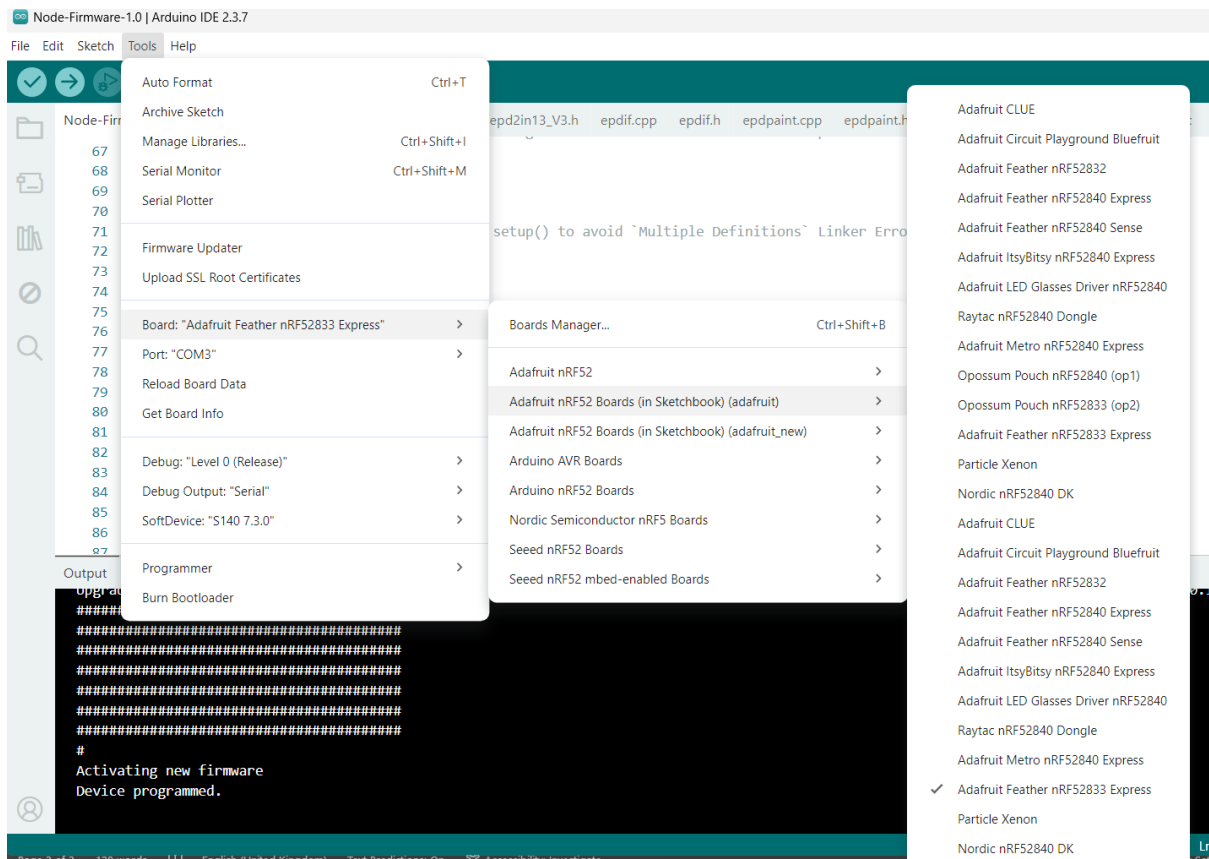 Node-Firmware-1.0 | Arduino IDE 2.3.7
File Edit Sketch Tools Help
Node-Firr
epd2in13_V3.h epdif.cpp epdif.h epdpaint.cpp epdpaint.h
67
68
69
70
71
72
73
74
75
76
77
78
79
80
81
82
83
84
85
86
87
setup() to avoid `Multiple Definitions` Linker Erro
Auto Format Ctrl+T
Archive Sketch
Manage Libraries... Ctrl+Shift+I
Serial Monitor Ctrl+Shift+M
Serial Plotter
Firmware Updater
Upload SSL Root Certificates
Board: "Adafruit Feather nRF52833 Express"
Port: "COM3"
Reload Board Data
Get Board Info
Debug: "Level 0 (Release)"
Debug Output: "Serial"
SoftDevice: "S140 7.3.0"
Programmer
Burn Bootloader
Boards Manager... Ctrl+Shift+B
Adafruit nRF52
Adafruit nRF52 Boards (in Sketchbook) (adafruit)
Adafruit nRF52 Boards (in Sketchbook) (adafruit_new)
Arduino AVR Boards
Arduino nRF52 Boards
Nordic Semiconductor nRF5 Boards
Seeed nRF52 Boards
Seeed nRF52 mbed-enabled Boards
Adafruit CLUE
Adafruit Circuit Playground Bluefruit
Adafruit Feather nRF52832
Adafruit Feather nRF52840 Express
Adafruit Feather nRF52840 Sense
Adafruit ItsyBitsy nRF52840 Express
Adafruit LED Glasses Driver nRF52840
Raytac nRF52840 Dongle
Adafruit Metro nRF52840 Express
Opossum Pouch nRF52840 (op1)
Opossum Pouch nRF52833 (op2)
Adafruit Feather nRF52833 Express
Particle Xenon
Nordic nRF52840 DK
Adafruit CLUE
Adafruit Circuit Playground Bluefruit
Adafruit Feather nRF52832
Adafruit Feather nRF52840 Express
Adafruit Feather nRF52840 Sense
Adafruit ItsyBitsy nRF52840 Express
Adafruit LED Glasses Driver nRF52840
Raytac nRF52840 Dongle
Adafruit Metro nRF52840 Express
Adafruit Feather nRF52833 Express
Particle Xenon
Nordic nRF52840 DK
Output
Upgra
######
########################################
########################################
########################################
########################################
########################################
########################################
#
Activating new firmware
Device programmed.